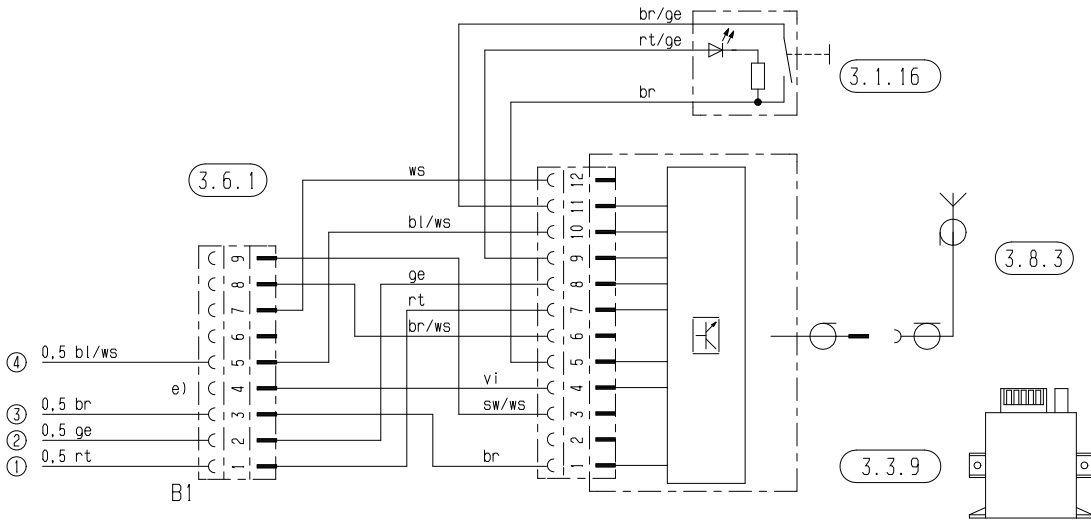 br/ge
rt/ge
3.1.16
br
3.6.1
ws
12
11
bl/ws
10
9
9
3.8.3
8
ge
8
7
rt
7
6
br/ws
6
4 0,5 bl/ws
5
5
e)
4
vi
4
3 0,5 br
3
sw/ws
3
2 0,5 ge
2
2
1 0,5 rt
1
br
1
3.3.9
B1